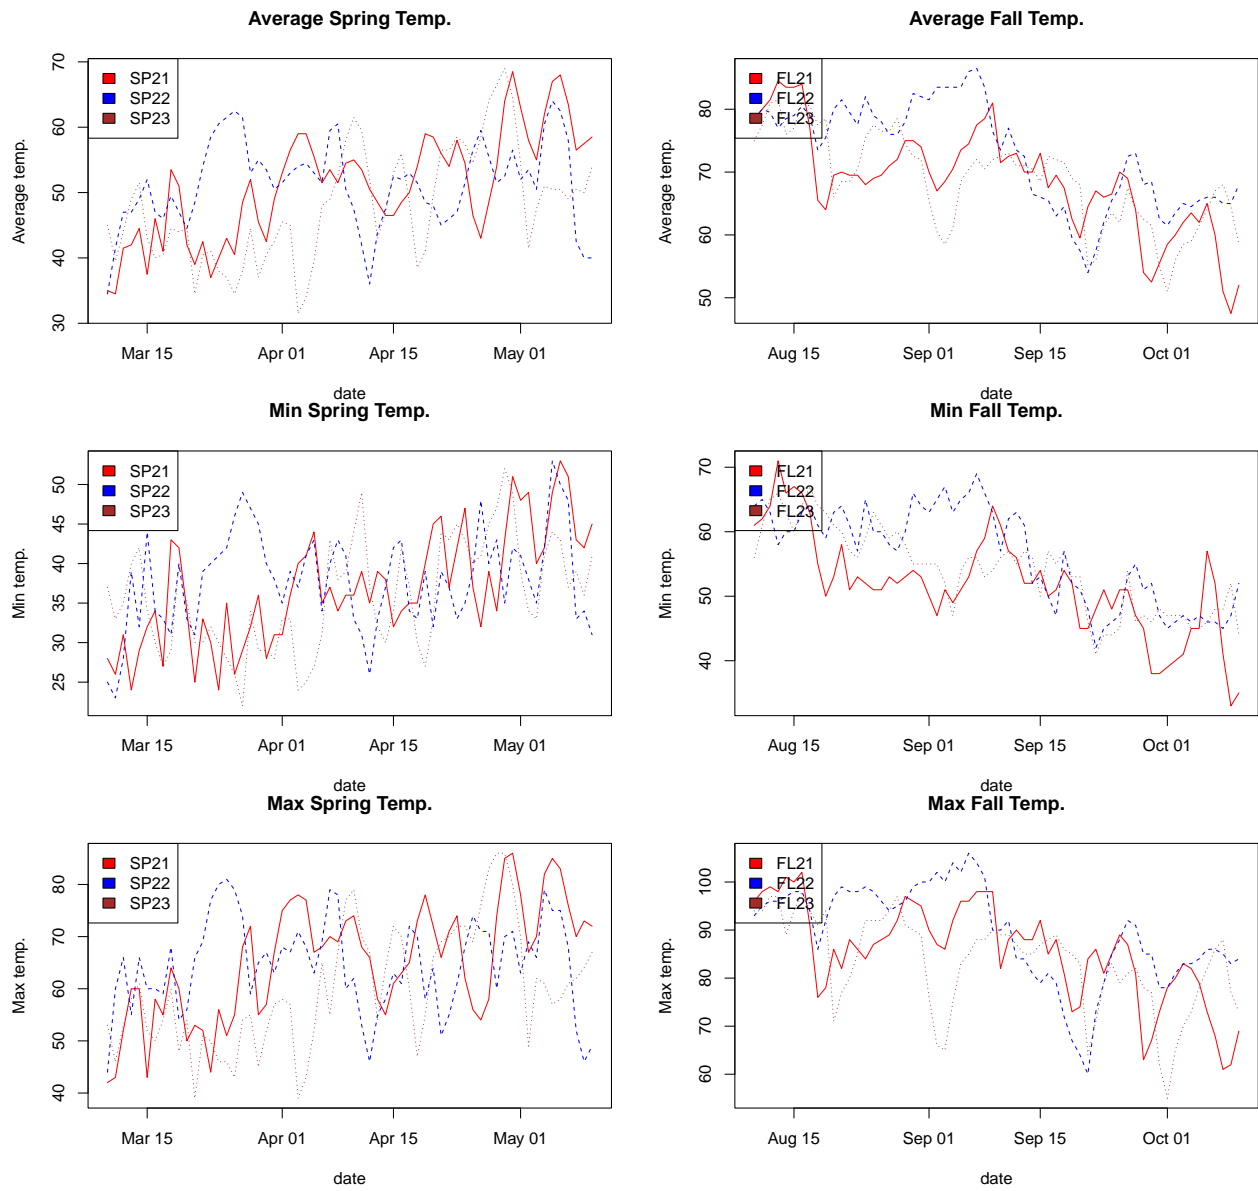 Average Spring Temp.
Average temp.
70
60
50
40
30
SP21
SP22
SP23
Mar 15
Apr 01
Apr 15
May 01
date
Average Fall Temp.
Average temp.
80
70
60
50
FL21
FL22
FL23
Aug 15
Sep 01
Sep 15
Oct 01
Min Spring Temp.
Min temp.
50
45
40
35
30
25
SP21
SP22
SP23
Mar 15
Apr 01
Apr 15
May 01
date
date
Min Fall Temp.
Min temp.
70
60
50
40
FL21
FL22
FL23
Aug 15
Sep 01
Sep 15
Oct 01
date
Max Spring Temp.
Max temp.
80
70
60
50
40
SP21
SP22
SP23
Mar 15
Apr 01
Apr 15
May 01
date
Max Fall Temp.
Max temp.
100
90
80
70
60
FL21
FL22
FL23
Aug 15
Sep 01
Sep 15
Oct 01
date